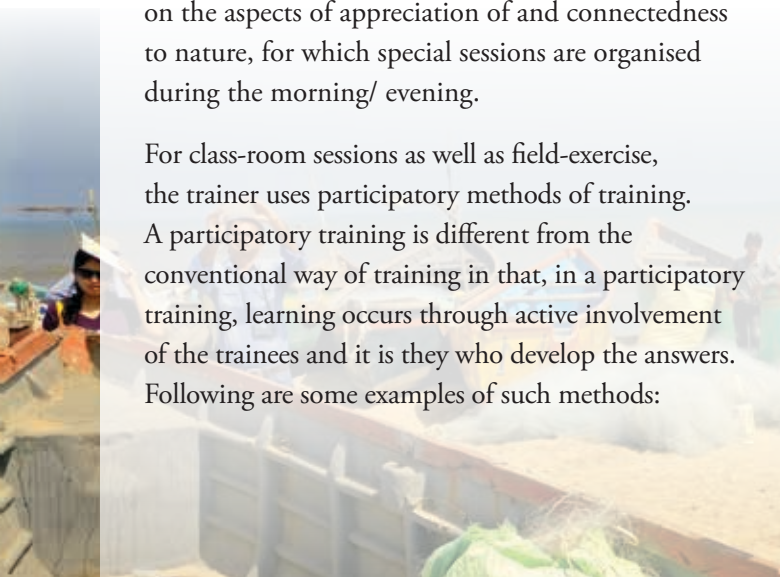 on the aspects of appreciation of and connectedness
to nature, for which special sessions are organised
during the morning/ evening.
For class-room sessions as well as field-exercise,
the trainer uses participatory methods of training.
A participatory training is different from the
conventional way of training in that, in a participatory
training, learning occurs through active involvement
of the trainees and it is they who develop the answers.
Following are some examples of such methods: